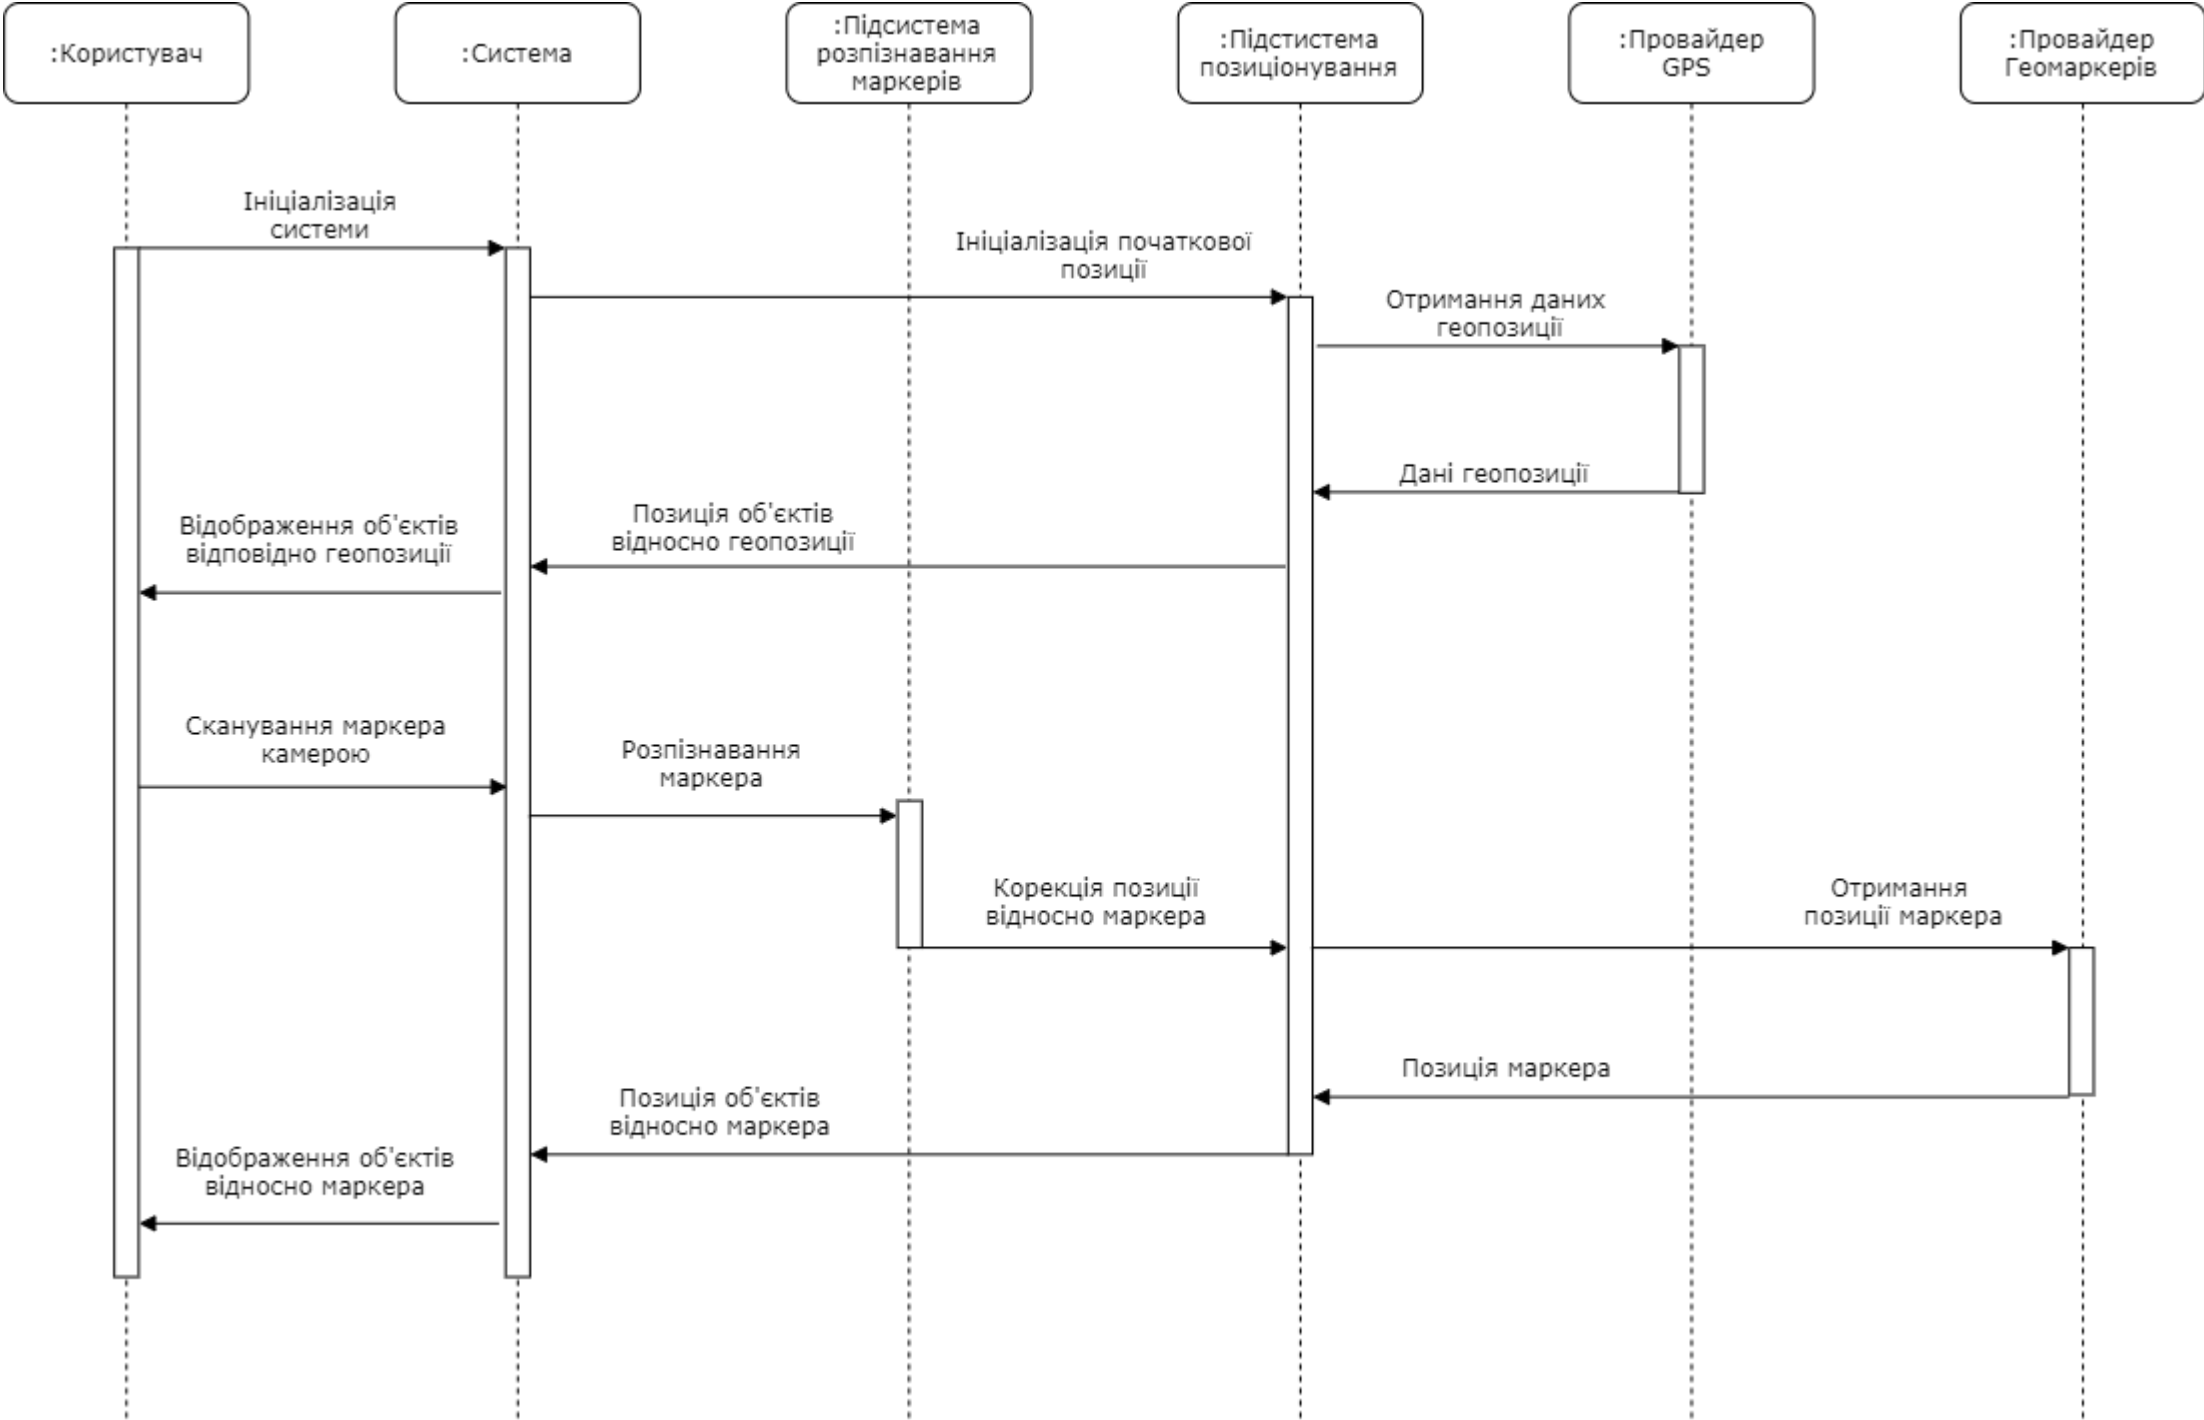 :Користувач
:Система
:Підсистема
розпізнавання
маркерів
:Підстистема
позиціонування
:Провайдер
GPS
:Провайдер
Геомаркерів
Ініціалізація
системи
Ініціалізація початкової
позиції
Отримання даних
геопозиції
Дані геопозиції
Позиція об'єктів
відносно геопозиції
Відображення об'єктів
відповідно геопозиції
Сканування маркера
камерою
Розпізнавання
маркера
Корекція позиції
відносно маркера
Отримання
позиції маркера
Позиція маркера
Позиція об'єктів
відносно маркера
Відображення об'єктів
відносно маркера